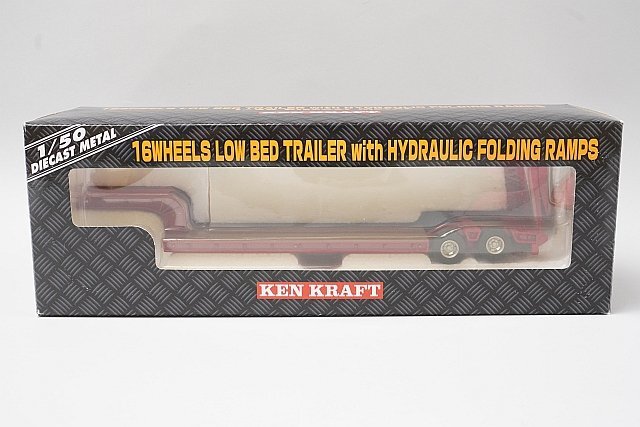 1/50
DIECAST METAL
16WHEELS LOW BED TRAILER with HYDRAULIC FOLDING RAMPS
KEN KRAFT